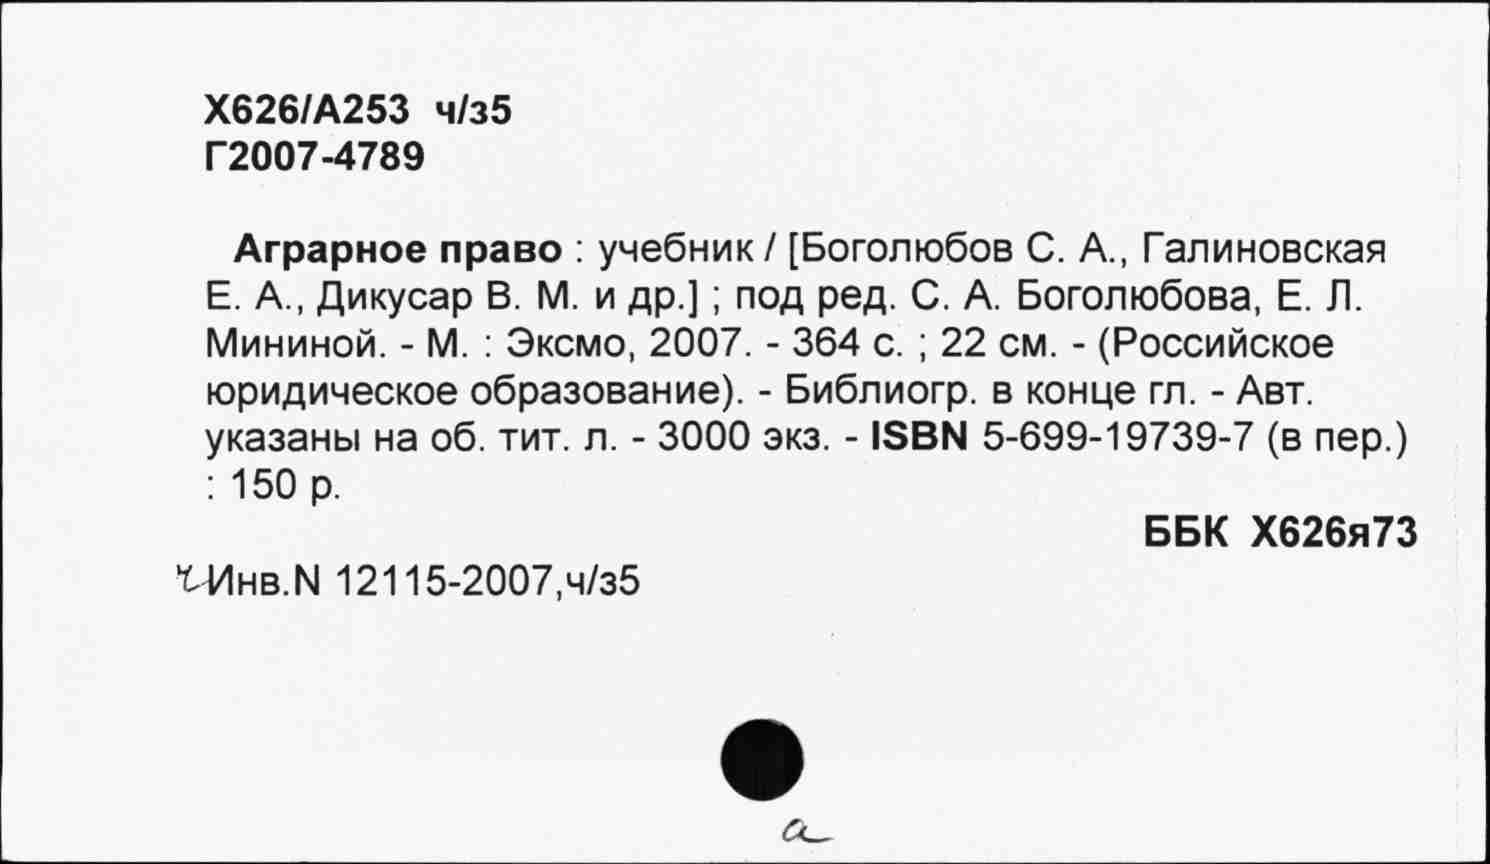 Х626/А253 ч/з5
Г2007-4789
Аграрное право : учебник / [Боголюбов С. А., Галиновская
Е. А., Дикусар В. М. и др.] ; под ред. С. А. Боголюбова, Е. Л.
Мининой. - М. : Эксмо, 2007. - 364 с. ; 22 см. - (Российское
юридическое образование). - Библиогр. в конце гл. - Авт.
указаны на об. тит. л. - 3000 экз. - ISBN 5-699-19739-7 (в пер.)
: 150 р.
ББК Х626я73
Инв.N 12115-2007,ч/з5
а